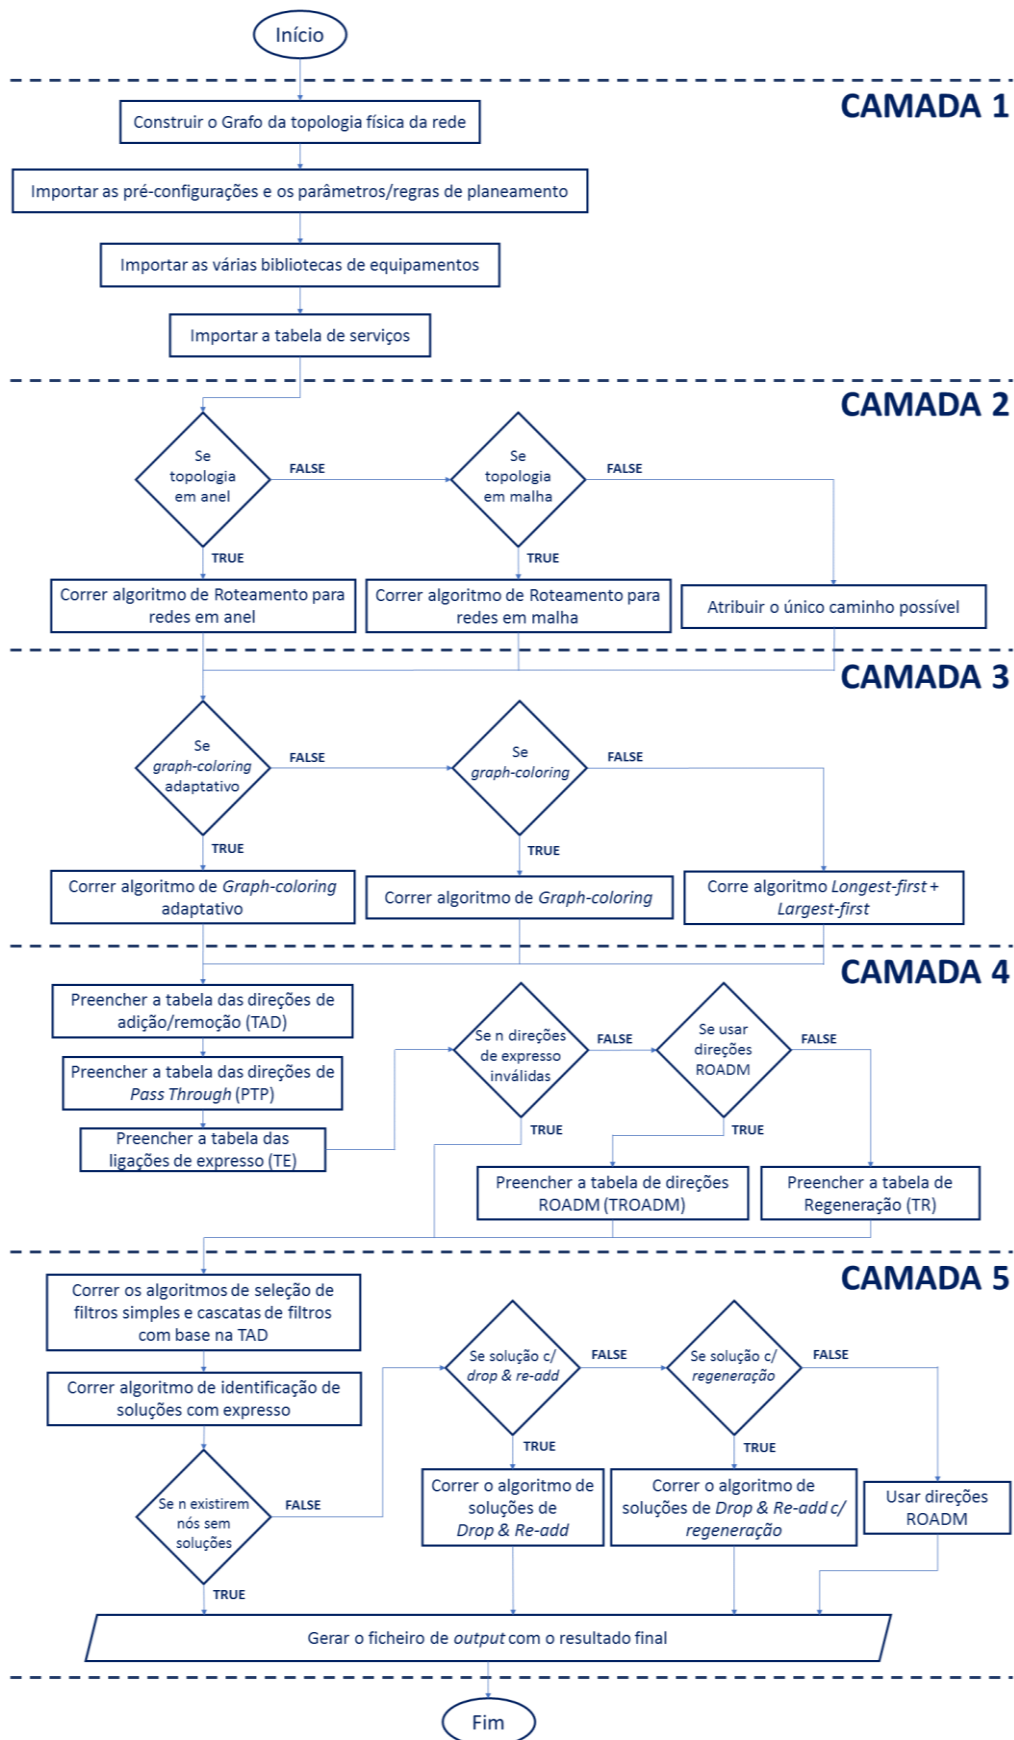 Início
CAMADA 1
Construir o Grafo da topologia física da rede
Importar as pré-configurações e os parâmetros/regras de planeamento
Importar as várias bibliotecas de equipamentos
Importar a tabela de serviços
CAMADA 2
Se
topologia
em anel
FALSE
Se
topologia
em malha
FALSE
TRUE
TRUE
Correr algoritmo de Roteamento para
redes em anel
Correr algoritmo de Roteamento para
redes em malha
Atribuir o único caminho possível
CAMADA 3
Se
graph-coloring
adaptativo
FALSE
Se
graph-coloring
FALSE
TRUE
TRUE
Correr algoritmo de Graph-coloring
adaptativo
Correr algoritmo de Graph-coloring
Corre algoritmo Longest-first +
Largest-first
CAMADA 4
Preencher a tabela das direções de
adição/remoção (TAD)
Preencher a tabela das direções de
Pass Through (PTP)
Preencher a tabela das
ligações de expresso (TE)
Se n direções
de expresso
inválidas
FALSE
Se usar
direções
ROADM
FALSE
TRUE
TRUE
Preencher a tabela de direções
ROADM (TROADM)
Preencher a tabela de
Regeneração (TR)
CAMADA 5
Correr os algoritmos de seleção de
filtros simples e cascatas de filtros
com base na TAD
Correr algoritmo de identificação de
soluções com expresso
Se n existirem
nós sem
soluções
FALSE
TRUE
Se solução c/
drop & re-add
FALSE
Se solução c/
regeneração
FALSE
TRUE
TRUE
Correr o algoritmo de
soluções de
Drop & Re-add
Correr o algoritmo de
soluções de Drop & Re-add c/
regeneração
Usar direções
ROADM
Gerar o ficheiro de output com o resultado final
Fim